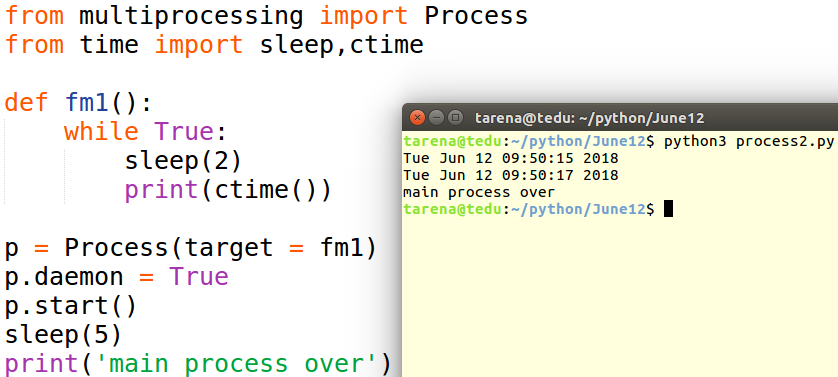 from multiprocessing import Process
from time import sleep,ctime
def fm1():
    while True:
        sleep(2)
        print(ctime())
p = Process(target = fm1)
p.daemon = True
p.start()
sleep(5)
print('main process over')
tarena@tedu: ~/python/June12
tarena@tedu:~/python/June12$ python3 process2.py
Tue Jun 12 09:50:15 2018
Tue Jun 12 09:50:17 2018
main process over
tarena@tedu:~/python/June12$